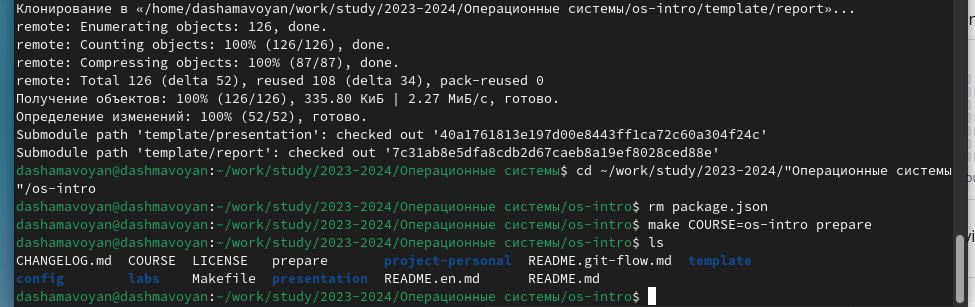 Клонирование в «/home/dashamavoyan/work/study/2023-2024/Операционные системы/os-intro/template/report»...
remote: Enumerating objects: 126, done.
remote: Counting objects: 100% (126/126), done.
remote: Compressing objects: 100% (87/87), done.
remote: Total 126 (delta 52), reused 108 (delta 34), pack-reused 0
Получение объектов: 100% (126/126), 335.80 КиБ | 2.27 МиБ/с, готово.
Определение изменений: 100% (52/52), готово.
Submodule path 'template/presentation': checked out '40a1761813e197d00e8443ff1ca72c60a304f24c'
Submodule path 'template/report': checked out '7c31ab8e5dfa8cdb2d67caeb8a19ef8028ced88e'
dashamavoyan@dashmavoyan:~/work/study/2023-2024/Операционные системы$ cd ~/work/study/2023-2024/"Операционные системы
"/os-intro
dashamavoyan@dashmavoyan:~/work/study/2023-2024/Операционные системы/os-intro$ rm package.json
dashamavoyan@dashmavoyan:~/work/study/2023-2024/Операционные системы/os-intro$ make COURSE=os-intro prepare
dashamavoyan@dashmavoyan:~/work/study/2023-2024/Операционные системы/os-intro$ ls
CHANGELOG.md COURSE LICENSE prepare project-personal README.git-flow.md template
config labs Makefile presentation README.en.md README.md
dashamavoyan@dashmavoyan:~/work/study/2023-2024/Операционные системы/os-intro$